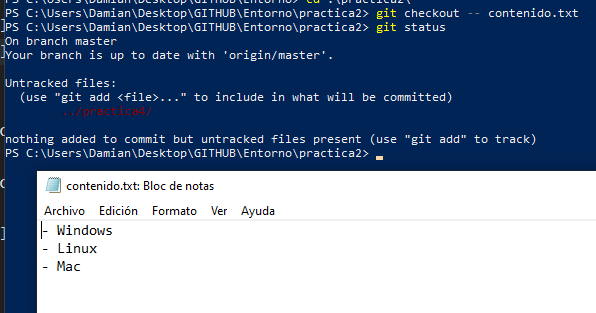 PS C:\Users\Damian\Desktop\GITHUB\Entorno> cd .\practica2\
PS C:\Users\Damian\Desktop\GITHUB\Entorno\practica2> git checkout -- contenido.txt
PS C:\Users\Damian\Desktop\GITHUB\Entorno\practica2> git status
On branch master
Your branch is up to date with 'origin/master'.
Untracked files:
(use "git add <file>..." to include in what will be committed)
../practica4/
nothing added to commit but untracked files present (use "git add" to track)
PS C:\Users\Damian\Desktop\GITHUB\Entorno\practica2>
contenido.txt: Bloc de notas
Archivo Edición Formato Ver Ayuda
- Windows
- Linux
- Mac